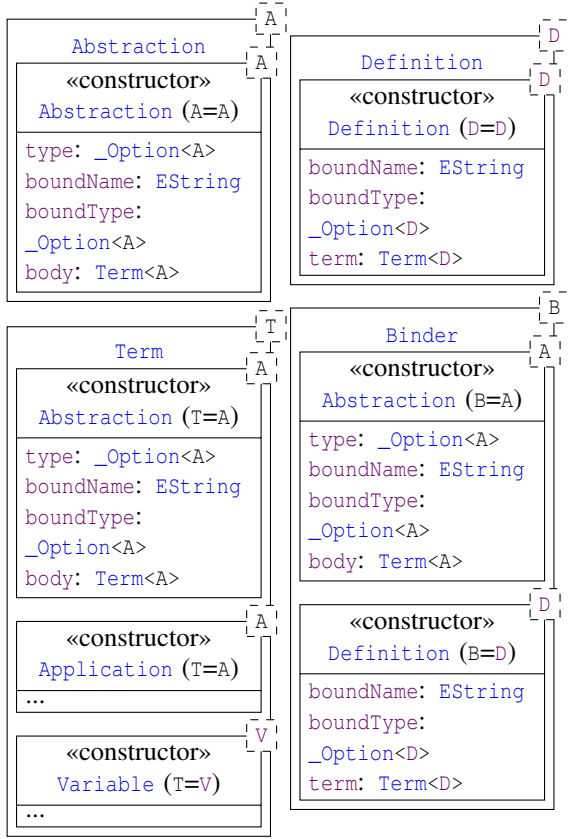 A
Abstraction
A
«constructor»
Abstraction (A=A)
type: _Option<A>
boundName: EString
boundType:
_Option<A>
body: Term<A>
D
Definition
D
«constructor»
Definition (D=D)
boundName: EString
boundType:
_Option<D>
term: Term<D>
T
Term
A
«constructor»
Abstraction (T=A)
type: _Option<A>
boundName: EString
boundType:
_Option<A>
body: Term<A>
A
«constructor»
Application (T=A)
...
V
«constructor»
Variable (T=V)
...
B
Binder
A
«constructor»
Abstraction (B=A)
type: _Option<A>
boundName: EString
boundType:
_Option<A>
body: Term<A>
D
«constructor»
Definition (B=D)
boundName: EString
boundType:
_Option<D>
term: Term<D>